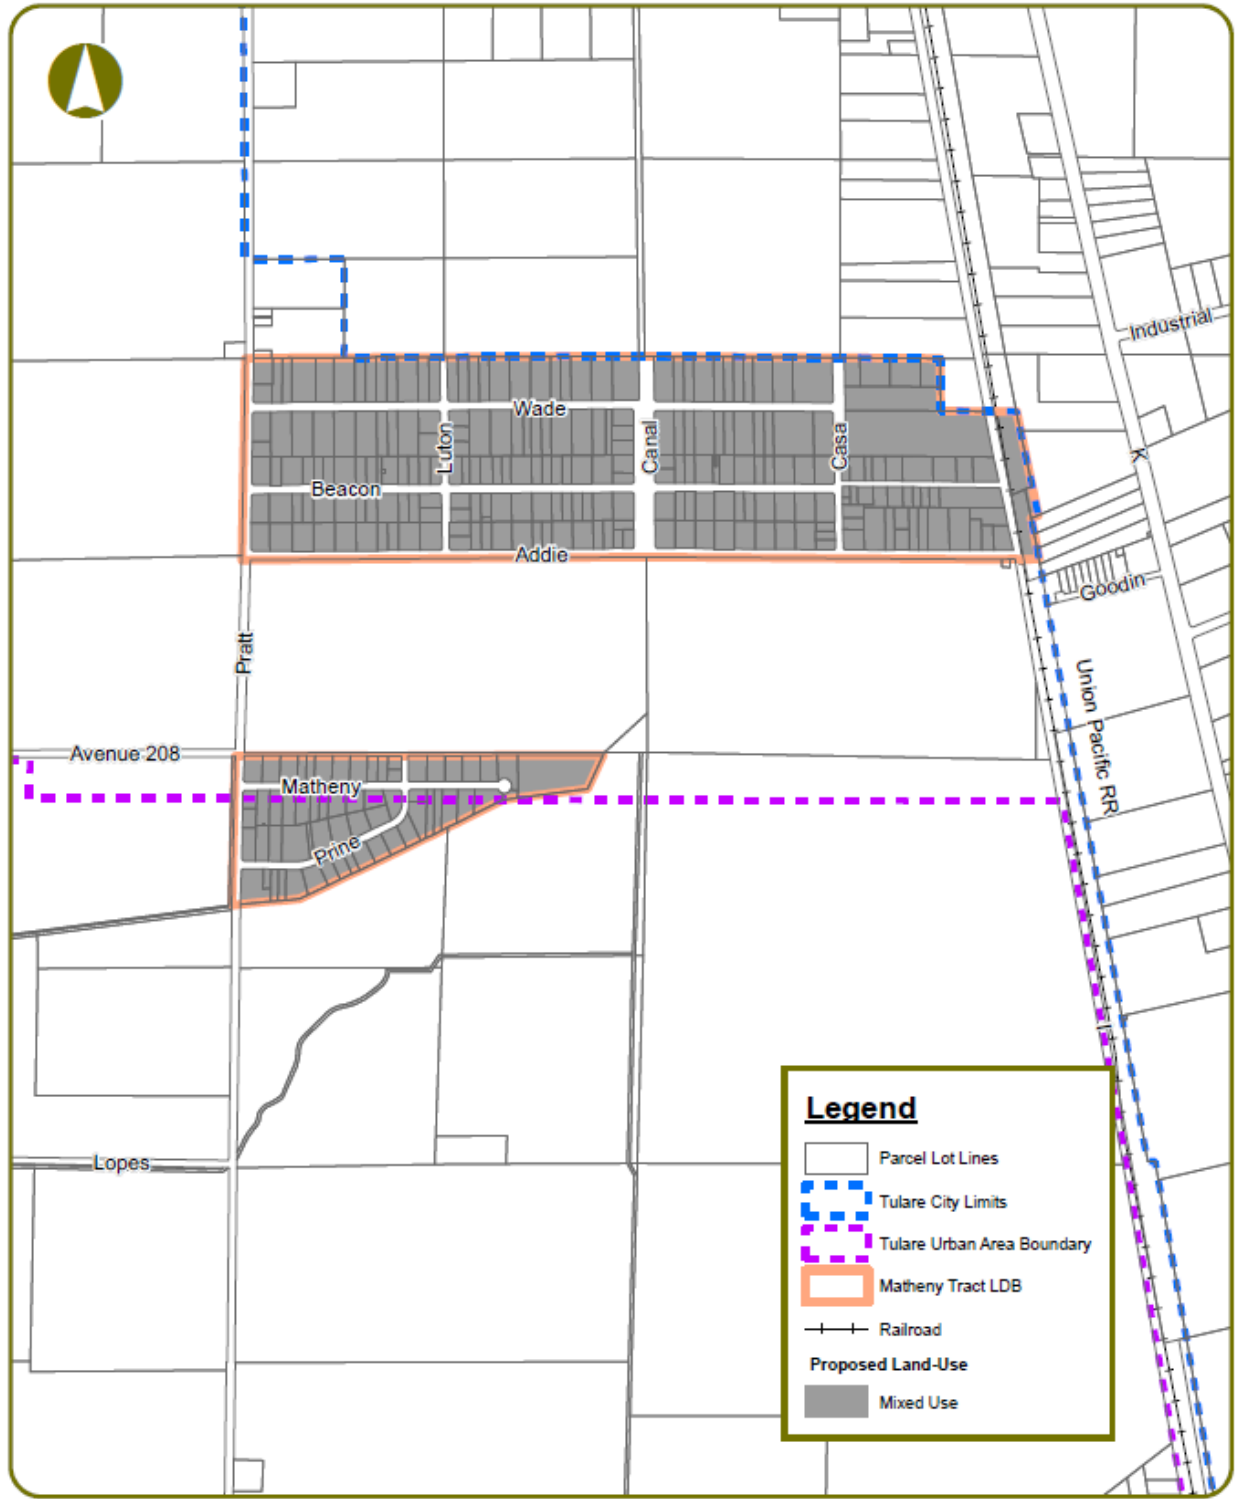 Industrial
Wade
Luton
Canal
Casa
K
Beacon
Addie
Goodin
Pratt
Union Pacific RR
Avenue 208
Matheny
Prine
Lopes
Legend
Parcel Lot Lines
Tulare City Limits
Tulare Urban Area Boundary
Matheny Tract LDB
Railroad
Proposed Land-Use
Mixed Use